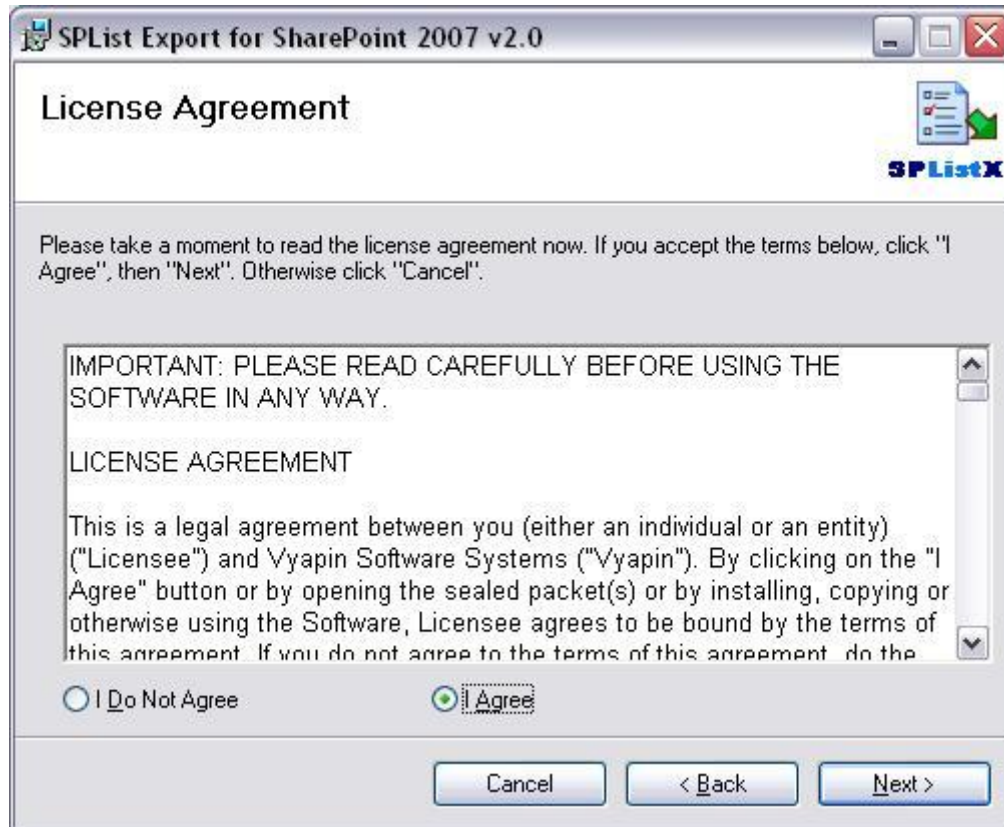 SPList Export for SharePoint 2007 v2.0
License Agreement
SPListX
Please take a moment to read the license agreement now. If you accept the terms below, click "I
Agree", then "Next". Otherwise click "Cancel".
IMPORTANT: PLEASE READ CAREFULLY BEFORE USING THE
SOFTWARE IN ANY WAY.
LICENSE AGREEMENT
This is a legal agreement between you (either an individual or an entity)
("Licensee") and Vyapin Software Systems ("Vyapin"). By clicking on the "I
Agree" button or by opening the sealed packet(s) or by installing, copying or
otherwise using the Software, Licensee agrees to be bound by the terms of
this agreement. If you do not agree to the terms of this agreement, do the
I Do Not Agree
I Agree
Cancel
< Back
Next >